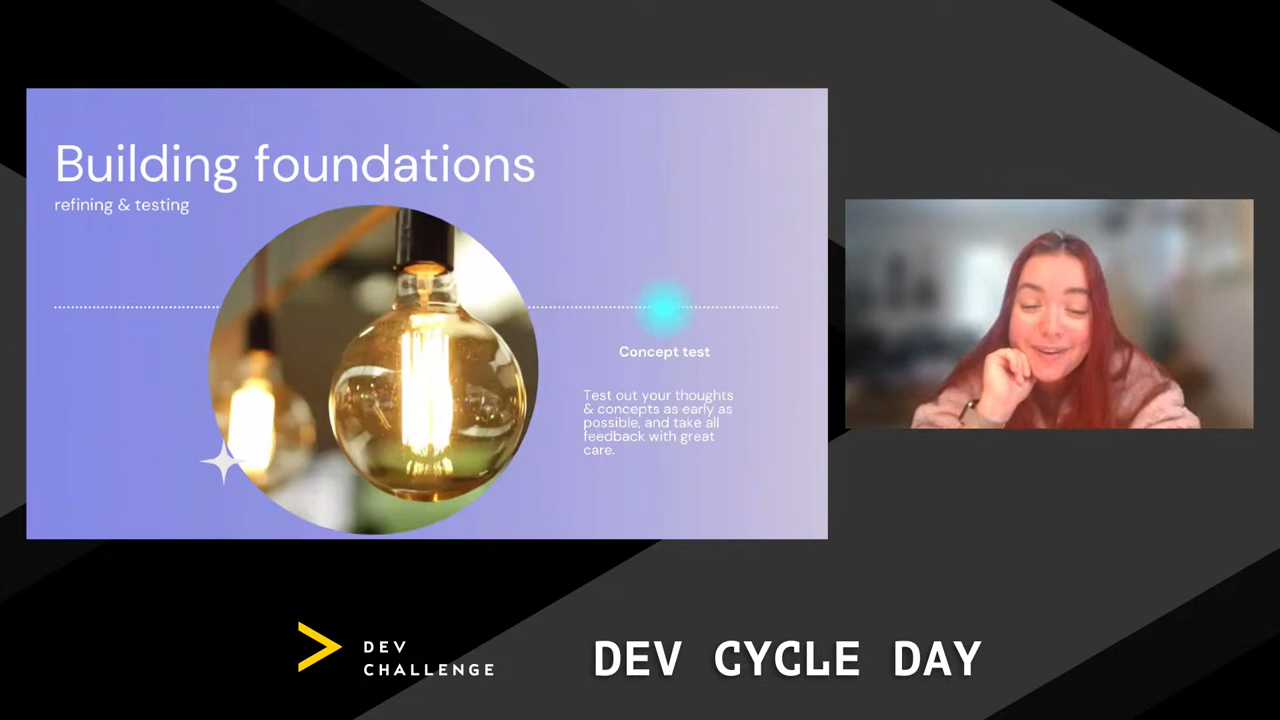 Building foundations
refining & testing
Concept test
Test out your thoughts
& concepts as early as
possible, and take all
feedback with great
care.
DEV
CHALLENGE
DEV CYCLE DAY